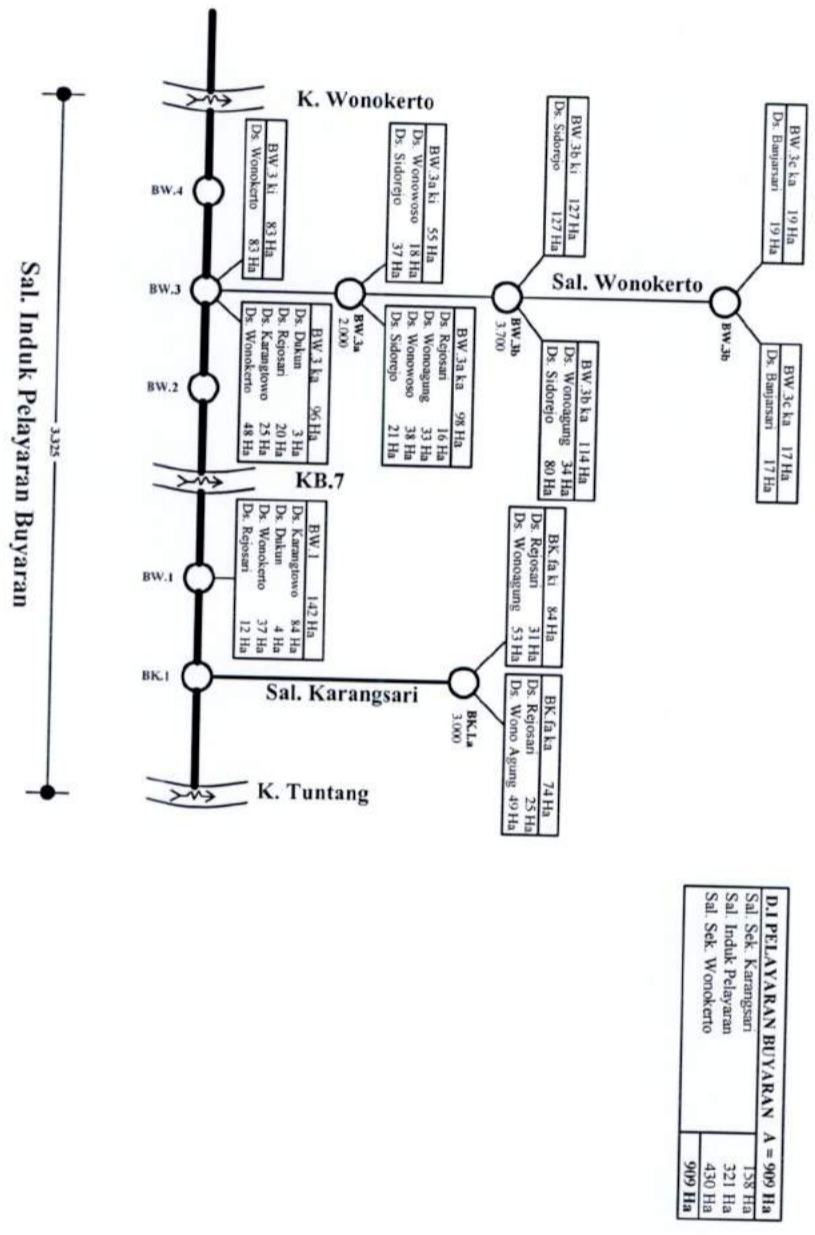 K. Wonokerto
BW.4
BW.3
BW.2
KB.7
BW.1
BK.1
K. Tuntang
Sal. Induk Pelayaran Buyaran
3.325
BW 3 ki 83 Ha
Ds. Wonokerto 83 Ha
BW 3 ka 96 Ha
Ds. Dukun 3 Ha
Ds. Rejosari 20 Ha
Ds. Karangtowo 25 Ha
Ds. Wonokerto 48 Ha
BW.3a ki 55 Ha
Ds. Wonowoso 18 Ha
Ds. Sidorejo 37 Ha
BW.3a
2.000
BW.3a ka 98 Ha
Ds. Rejosari 16 Ha
Ds. Wonoagung 33 Ha
Ds. Wonowoso 38 Ha
Ds. Sidorejo 21 Ha
BW 3b ki 127 Ha
Ds. Sidorejo 127 Ha
BW.3b
3.700
BW.3b ka 114 Ha
Ds. Wonoagung 34 Ha
Ds. Sidorejo 80 Ha
Sal. Wonokerto
BW 3c ka 19 Ha
Ds. Banjarsari 19 Ha
BW.3b
BW 3c ka 17 Ha
Ds. Banjarsari 17 Ha
BW.1 142 Ha
Ds. Karangtowo 84 Ha
Ds. Dukun 4 Ha
Ds. Wonokerto 37 Ha
Ds. Rejosari 12 Ha
Sal. Karangsari
BK.1.a
3.000
BK.fa ki 84 Ha
Ds. Rejosari 31 Ha
Ds. Wonoagung 53 Ha
BK.fa ka 74 Ha
Ds. Rejosari 25 Ha
Ds. Wono Agung 49 Ha
D.I PELAYARAN BUYARAN A = 909 Ha
Sal. Sek. Karangsari 158 Ha
Sal. Induk Pelayaran 321 Ha
Sal. Sek. Wonokerto 430 Ha
909 Ha